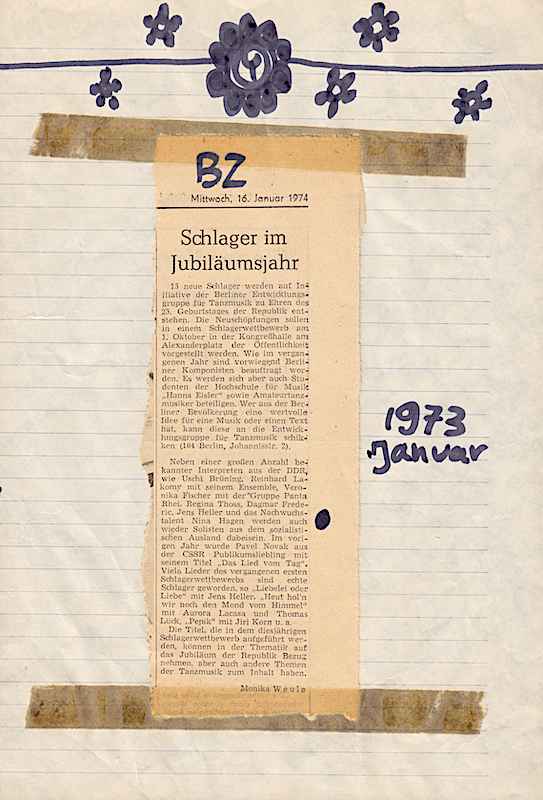 BZ
Mittwoch, 16. Januar 1974
Schlager im
Jubiläumsjahr
15 neue Schlager werden auf In-
itiative der Berliner Entwicklungs-
gruppe für Tanzmusik zu Ehren des
25. Geburtstages der Republik ent-
stehen. Die Neuschöpfungen sollen
in einem Schlagerwettbewerb am
1. Oktober in der Kongreßhalle am
Alexanderplatz der Öffentlichkeit
vorgestellt werden. Wie im vergan-
genen Jahr sind vorwiegend Berli-
ner Komponisten beauftragt wor-
den. Es werden sich aber auch Stu-
denten der Hochschule für Musik
„Hanns Eisler“ sowie Amateurtanz-
musiker beteiligen. Wer aus der Ber-
liner Bevölkerung eine wertvolle
Idee für eine Musik oder einen Text
hat, kann diese an die Entwick-
lungsgruppe für Tanzmusik schik-
ken (104 Berlin, Johannisstr. 2).
Neben einer großen Anzahl be-
kannter Interpreten aus der DDR,
wie Uschi Brüning, Reinhard La-
komy mit seinem Ensemble, Vero-
nika Fischer mit der Gruppe Panta
Rhei, Regina Thoss, Dagmar Frede-
ric, Jens Heller und das Nachwuchs-
talent Nina Hagen werden auch
wieder Solisten aus dem sozialisti-
schen Ausland dabeisein. Im vori-
gen Jahr wurde Pavel Novak aus
der CSSR Publikumsliebling mit
seinem Titel „Das Lied vom Tag“.
Viele Lieder des vergangenen ersten
Schlagerwettbewerbs sind echte
Schlager geworden, so „Liebelei oder
Liebe“ mit Jens Heller, „Heut hol'n
wir noch den Mond vom Himmel“
mit Aurora Lacasa und Thomas
Lück, „Pepik“ mit Jiri Korn u. a.
Die Titel, die in dem diesjährigen
Schlagerwettbewerb aufgeführt wer-
den, können in der Thematik auf
das Jubiläum der Republik Bezug
nehmen, aber auch andere Themen
der Tanzmusik zum Inhalt haben.
Monika Weule
1973
Januar